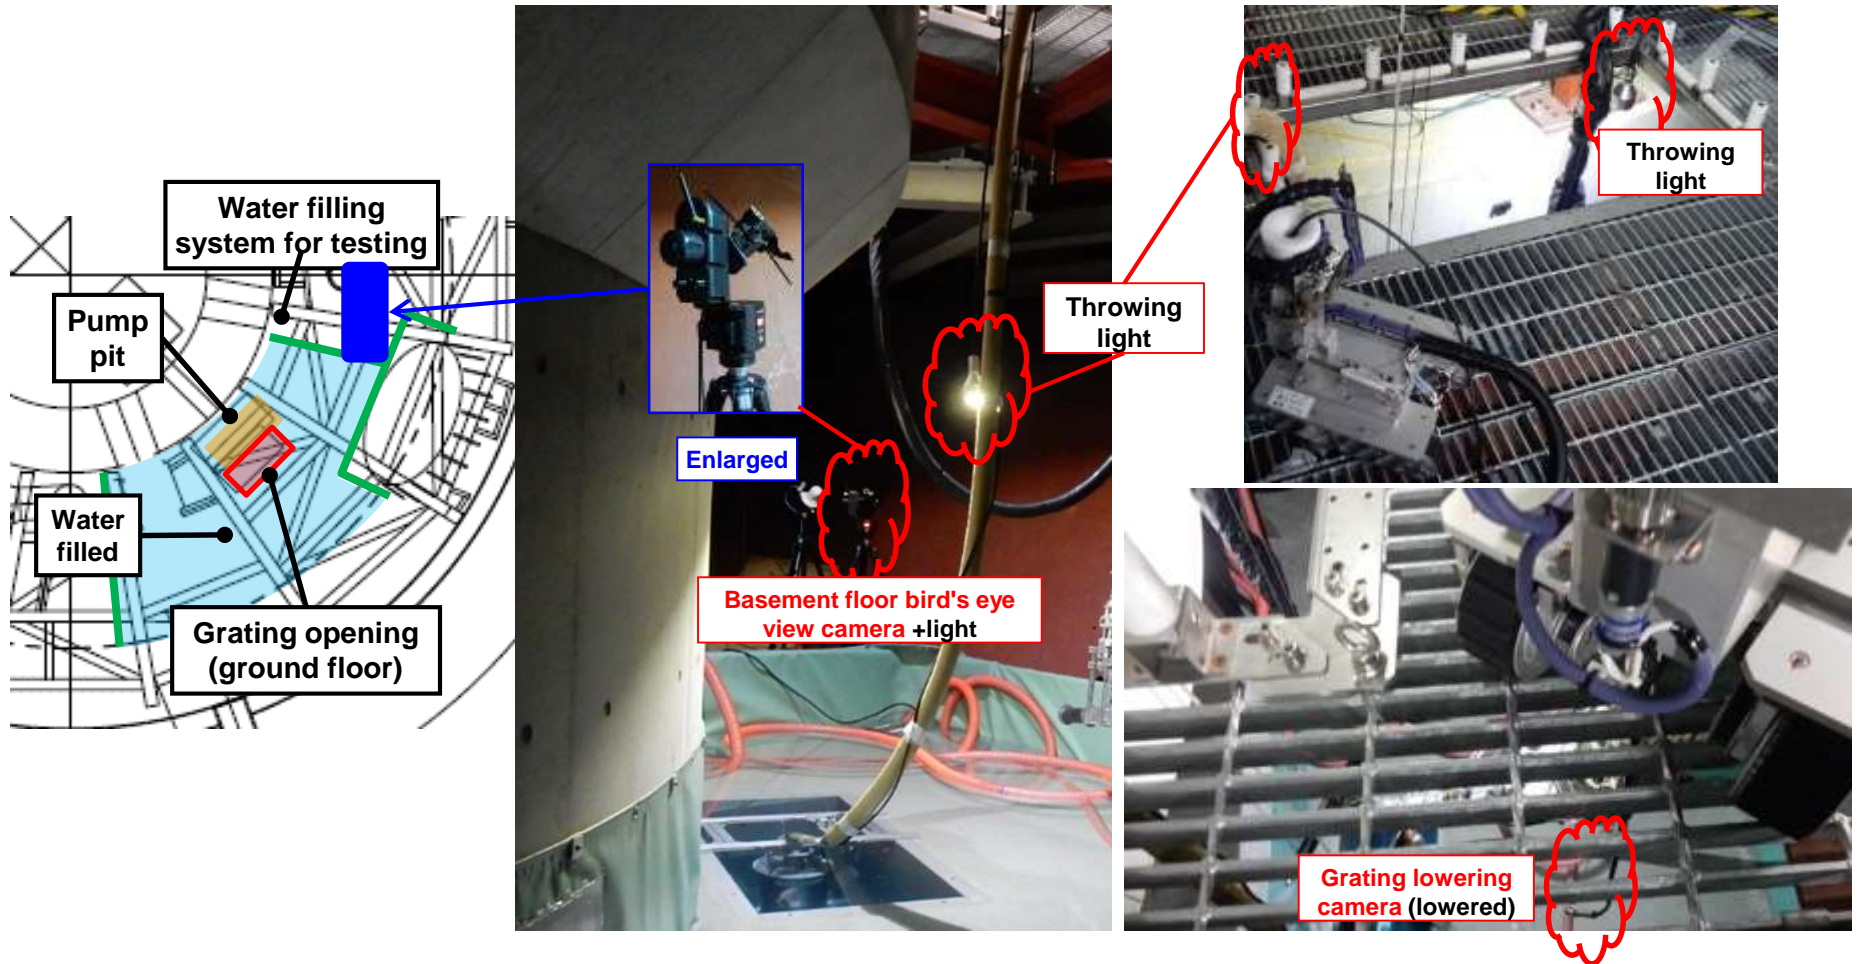 Water filling
system for testing
Pump
pit
Water
filled
Grating opening
(ground floor)
Enlarged
Basement floor bird's eye
view camera +light
Throwing
light
Throwing
light
Grating lowering
camera (lowered)